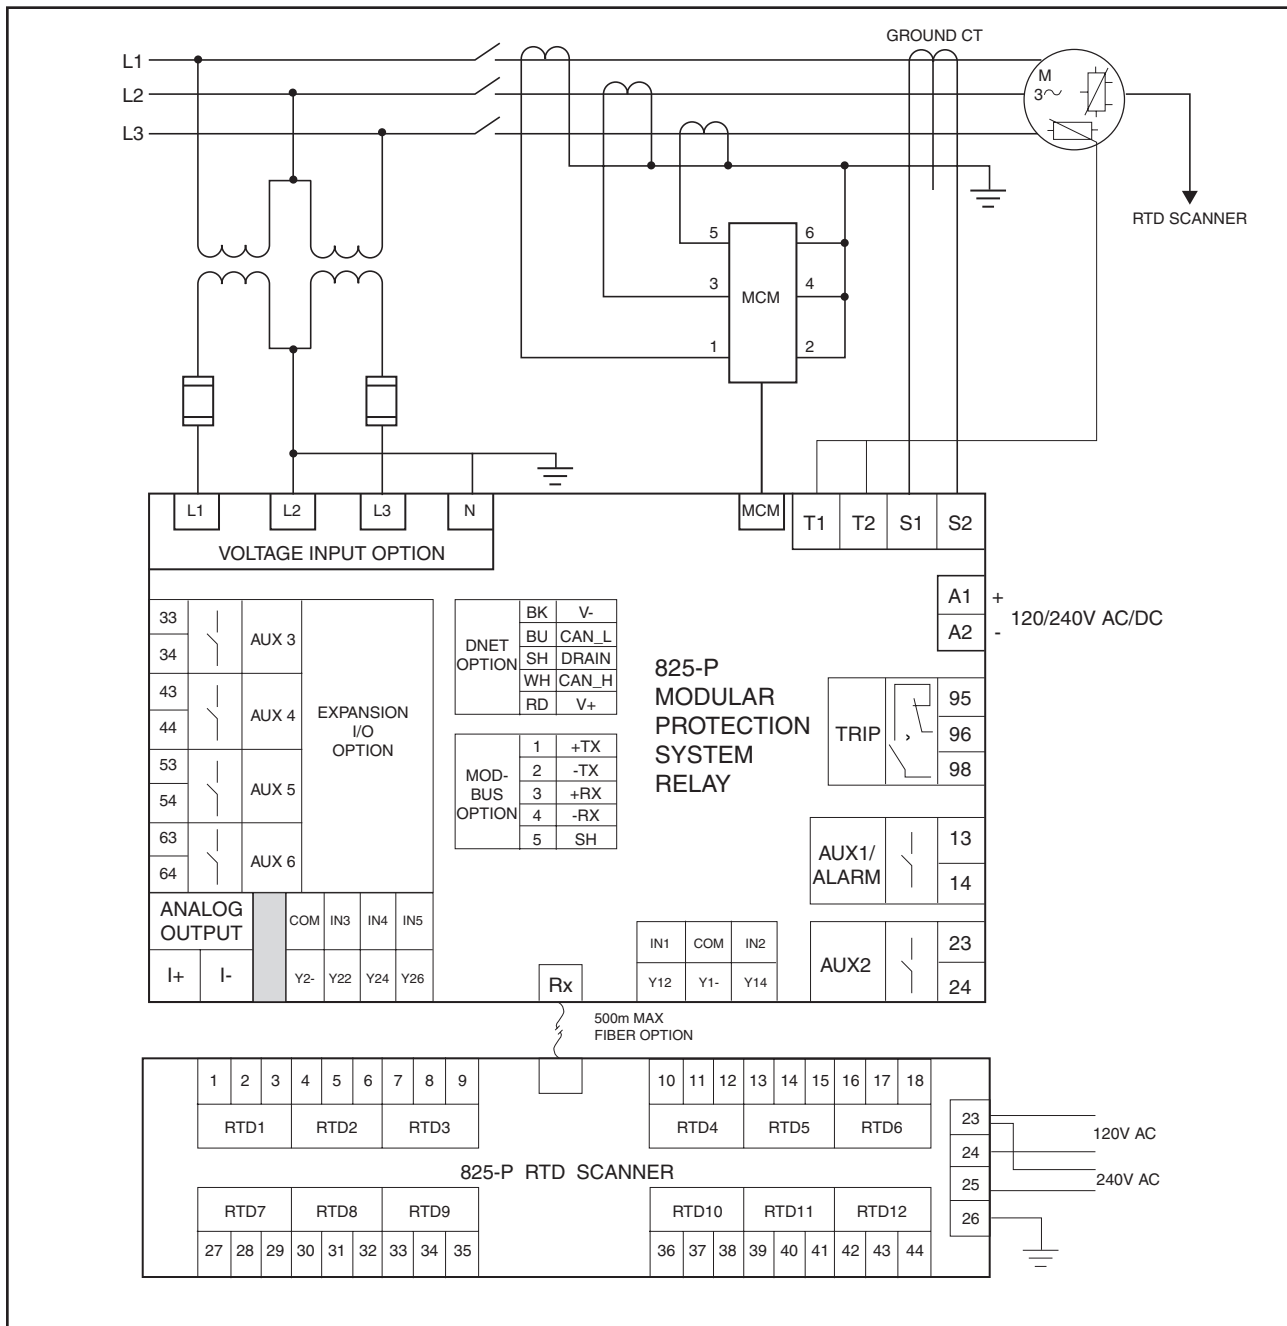 GROUND CT
L1
L2
L3
M
3~
RTD SCANNER
5
6
3
MCM
4
1
2
L1 L2 L3 N
MCM
T1 T2 S1 S2
VOLTAGE INPUT OPTION
A1 +
A2 -
120/240V AC/DC
33
34
AUX 3
43
44
AUX 4
53
54
AUX 5
63
64
AUX 6
EXPANSION
I/O
OPTION
DNET
OPTION
BK V-
BU CAN_L
SH DRAIN
WH CAN_H
RD V+
MOD-
BUS
OPTION
1 +TX
2 -TX
3 +RX
4 -RX
5 SH
825-P
MODULAR
PROTECTION
SYSTEM
RELAY
TRIP
95
96
98
AUX1/
ALARM
13
14
AUX2
23
24
ANALOG
OUTPUT
I+ I-
COM IN3 IN4 IN5
Y2- Y22 Y24 Y26
IN1 COM IN2
Y12 Y1- Y14
Rx
500m MAX
FIBER OPTION
1 2 3 4 5 6 7 8 9
RTD1 RTD2 RTD3
10 11 12 13 14 15 16 17 18
RTD4 RTD5 RTD6
825-P RTD SCANNER
23
24
25
26
120V AC
240V AC
RTD7 RTD8 RTD9
27 28 29 30 31 32 33 34 35
RTD10 RTD11 RTD12
36 37 38 39 40 41 42 43 44